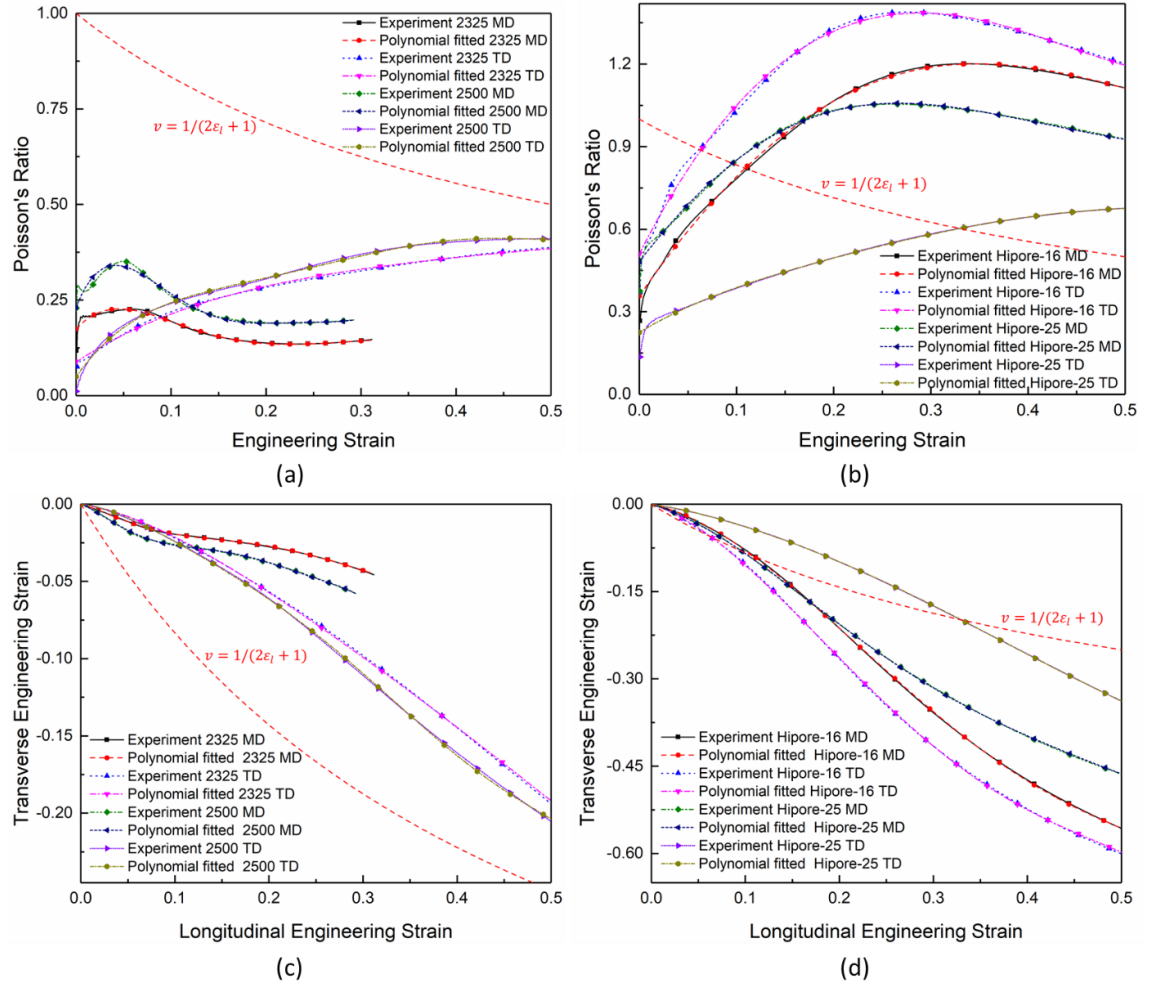 1.00
0.75
0.50
0.25
0.00
Poisson's Ratio
Experiment 2325 MD
Polynomial fitted 2325 MD
Experiment 2325 TD
Polynomial fitted 2325 TD
Experiment 2500 MD
Polynomial fitted 2500 MD
Experiment 2500 TD
Polynomial fitted 2500 TD
v = 1/(2εl + 1)
0.0 0.1 0.2 0.3 0.4 0.5
Engineering Strain
(a)
1.2
0.9
0.6
0.3
0.0
Poisson's Ratio
v = 1/(2εl + 1)
Experiment Hipore-16 MD
Polynomial fitted Hipore-16 MD
Experiment Hipore-16 TD
Polynomial fitted Hipore-16 TD
Experiment Hipore-25 MD
Polynomial fitted Hipore-25 MD
Experiment Hipore-25 TD
Polynomial fitted Hipore-25 TD
0.0 0.1 0.2 0.3 0.4 0.5
Engineering Strain
(b)
0.00
-0.05
-0.10
-0.15
-0.20
Transverse Engineering Strain
v = 1/(2εl + 1)
Experiment 2325 MD
Polynomial fitted 2325 MD
Experiment 2325 TD
Polynomial fitted 2325 TD
Experiment 2500 MD
Polynomial fitted 2500 MD
Experiment 2500 TD
Polynomial fitted 2500 TD
0.0 0.1 0.2 0.3 0.4 0.5
Longitudinal Engineering Strain
(c)
0.00
-0.15
-0.30
-0.45
-0.60
Transverse Engineering Strain
v = 1/(2εl + 1)
Experiment Hipore-16 MD
Polynomial fitted Hipore-16 MD
Experiment Hipore-16 TD
Polynomial fitted Hipore-16 TD
Experiment Hipore-25 MD
Polynomial fitted Hipore-25 MD
Experiment Hipore-25 TD
Polynomial fitted Hipore-25 TD
0.0 0.1 0.2 0.3 0.4 0.5
Longitudinal Engineering Strain
(d)